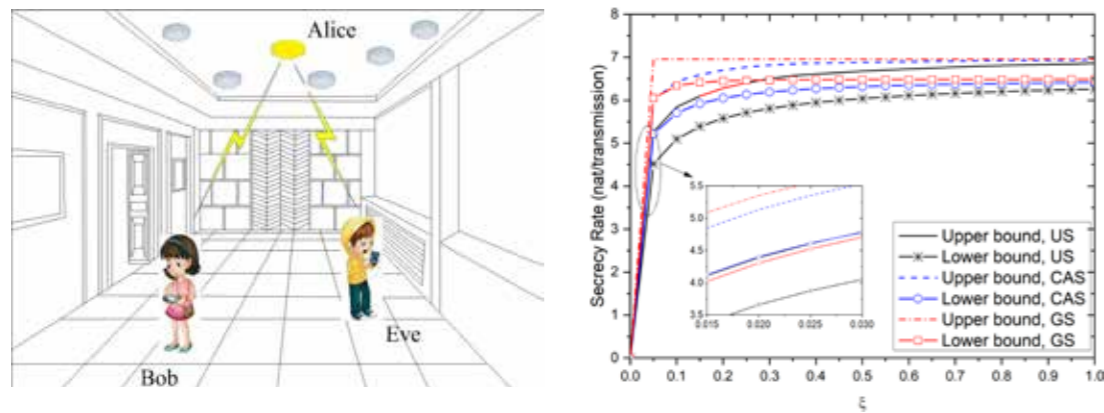 Alice
Eve
Bob
Secrecy Rate (nat/transmission)
8
7
6
5
4
3
2
1
0
5.5
5.0
4.5
4.0
3.5
0.015 0.020 0.025 0.030
Upper bound, US
Lower bound, US
Upper bound, CAS
Lower bound, CAS
Upper bound, GS
Lower bound, GS
0.0 0.1 0.2 0.3 0.4 0.5 0.6 0.7 0.8 0.9 1.0
ξ